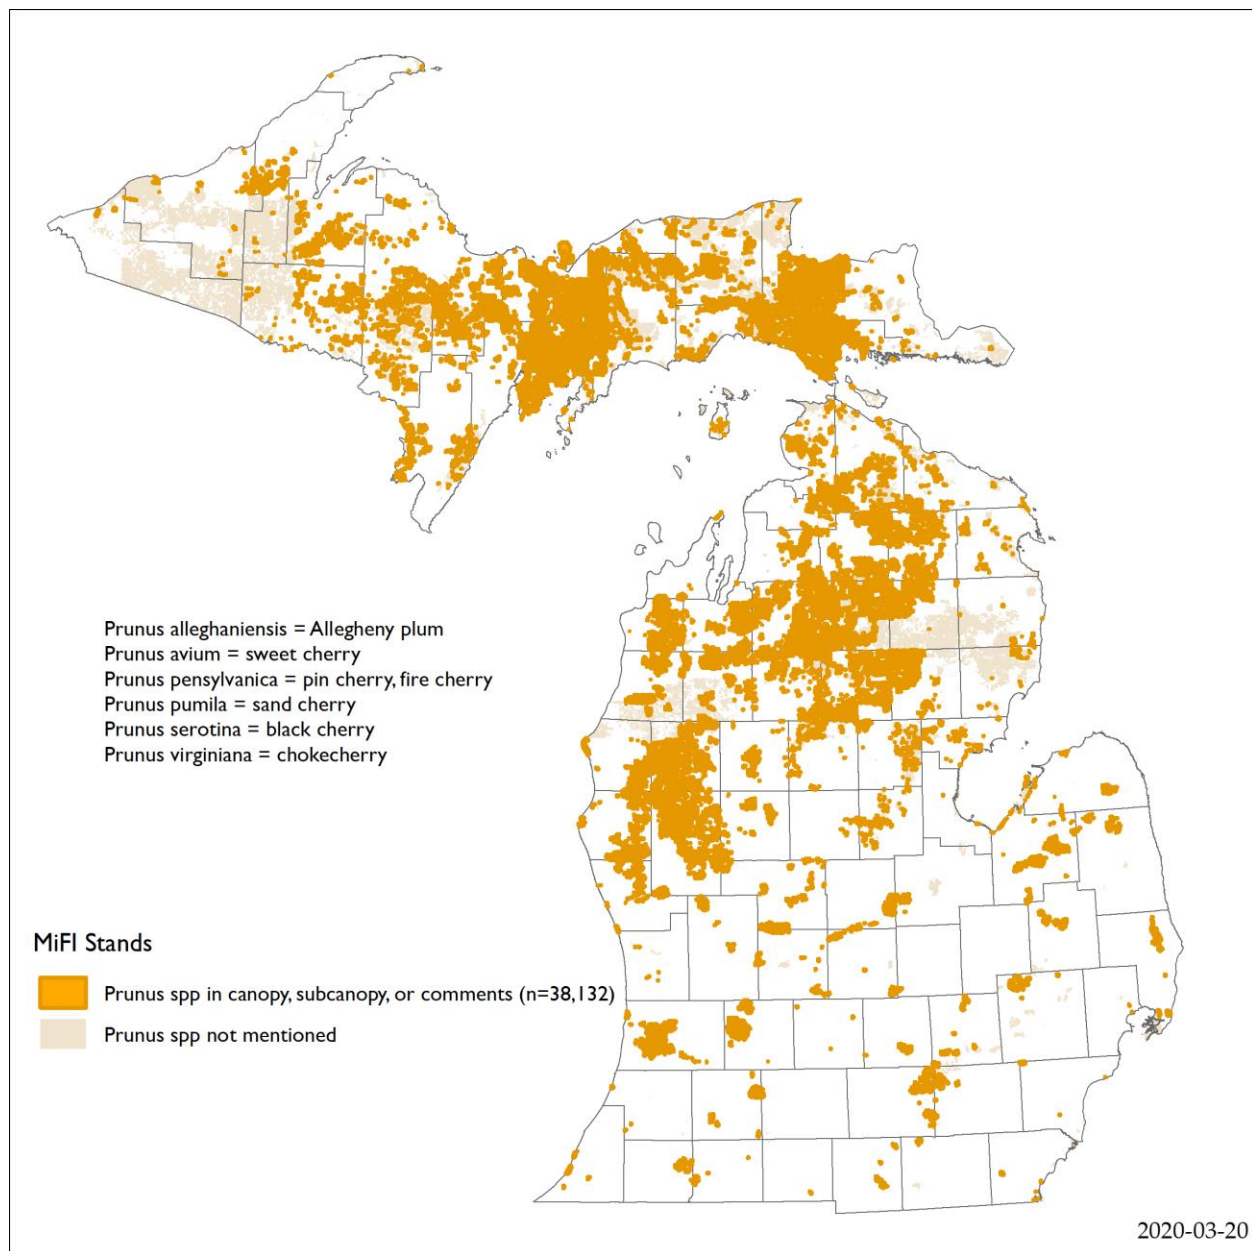 Prunus alleghaniensis = Allegheny plum
Prunus avium = sweet cherry
Prunus pensylvanica = pin cherry, fire cherry
Prunus pumila = sand cherry
Prunus serotina = black cherry
Prunus virginiana = chokecherry
MiFI Stands
Prunus spp in canopy, subcanopy, or comments (n=38,132)
Prunus spp not mentioned
2020-03-20